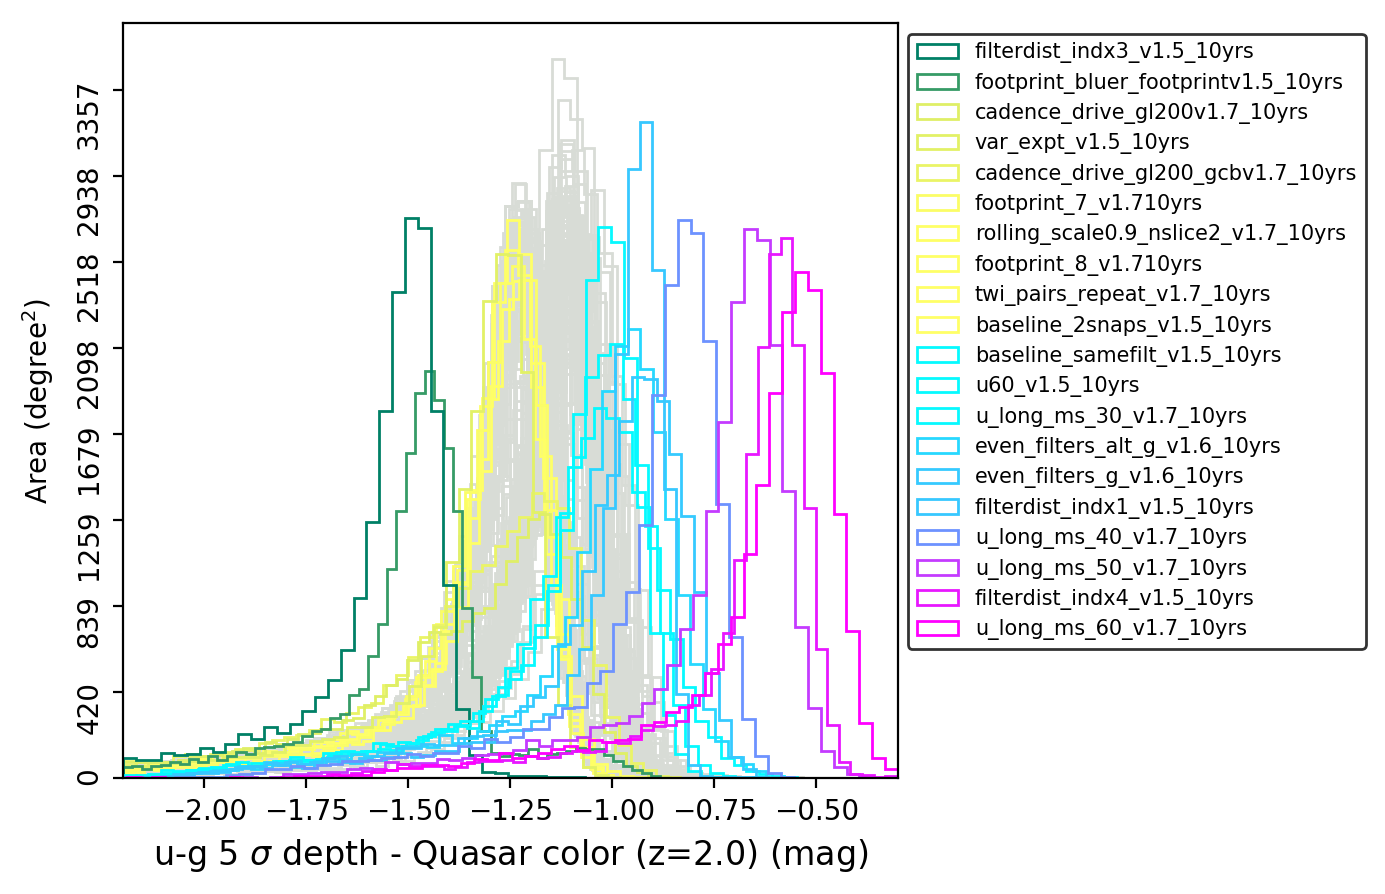 3357
2938
2518
2098
1679
1259
839
420
0
Area (degree²)
−2.00 −1.75 −1.50 −1.25 −1.00 −0.75 −0.50
u-g 5 σ depth - Quasar color (z=2.0) (mag)
filterdist_indx3_v1.5_10yrs
footprint_bluer_footprintv1.5_10yrs
cadence_drive_gl200v1.7_10yrs
var_expt_v1.5_10yrs
cadence_drive_gl200_gcbv1.7_10yrs
footprint_7_v1.710yrs
rolling_scale0.9_nslice2_v1.7_10yrs
footprint_8_v1.710yrs
twi_pairs_repeat_v1.7_10yrs
baseline_2snaps_v1.5_10yrs
baseline_samefilt_v1.5_10yrs
u60_v1.5_10yrs
u_long_ms_30_v1.7_10yrs
even_filters_alt_g_v1.6_10yrs
even_filters_g_v1.6_10yrs
filterdist_indx1_v1.5_10yrs
u_long_ms_40_v1.7_10yrs
u_long_ms_50_v1.7_10yrs
filterdist_indx4_v1.5_10yrs
u_long_ms_60_v1.7_10yrs